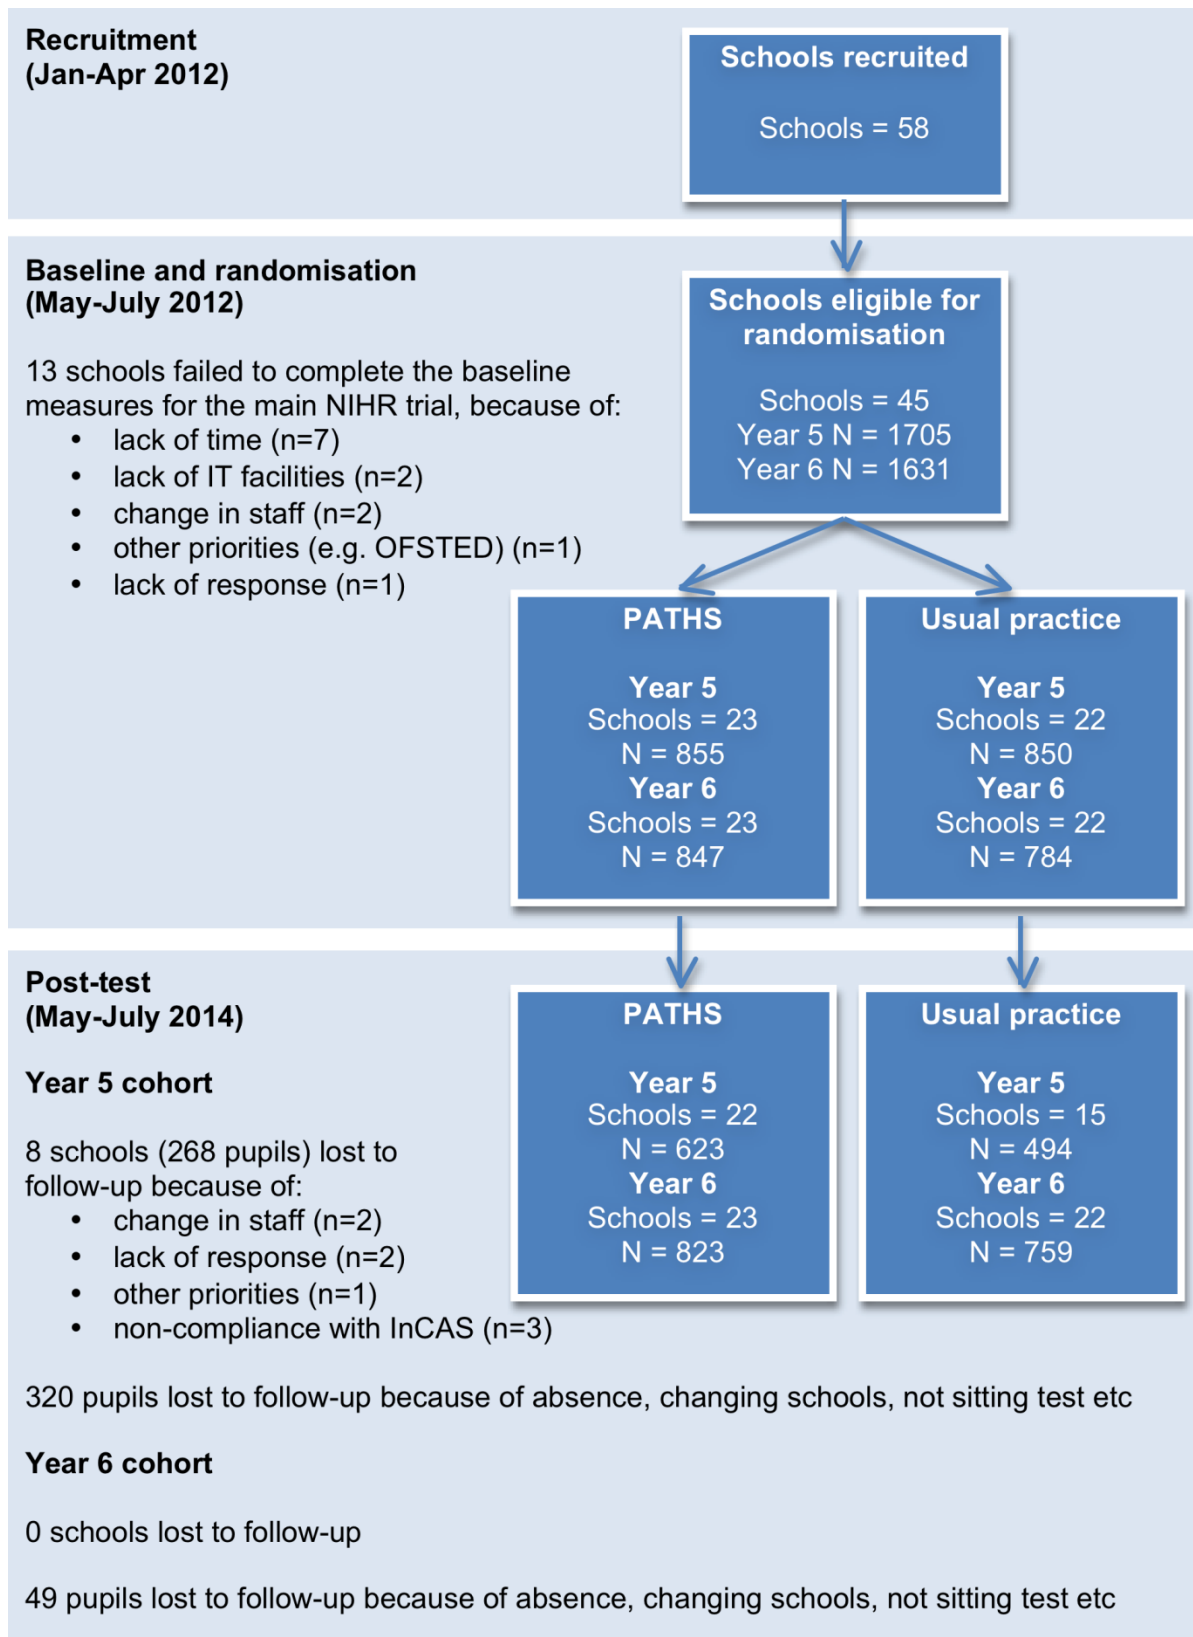 Recruitment
(Jan-Apr 2012)
Schools recruited
Schools = 58
Baseline and randomisation
(May-July 2012)
13 schools failed to complete the baseline
measures for the main NIHR trial, because of:
• lack of time (n=7)
• lack of IT facilities (n=2)
• change in staff (n=2)
• other priorities (e.g. OFSTED) (n=1)
• lack of response (n=1)
Schools eligible for
randomisation
Schools = 45
Year 5 N = 1705
Year 6 N = 1631
PATHS
Year 5
Schools = 23
N = 855
Year 6
Schools = 23
N = 847
Usual practice
Year 5
Schools = 22
N = 850
Year 6
Schools = 22
N = 784
Post-test
(May-July 2014)
Year 5 cohort
8 schools (268 pupils) lost to
follow-up because of:
• change in staff (n=2)
• lack of response (n=2)
• other priorities (n=1)
• non-compliance with InCAS (n=3)
PATHS
Year 5
Schools = 22
N = 623
Year 6
Schools = 23
N = 823
Usual practice
Year 5
Schools = 15
N = 494
Year 6
Schools = 22
N = 759
320 pupils lost to follow-up because of absence, changing schools, not sitting test etc
Year 6 cohort
0 schools lost to follow-up
49 pupils lost to follow-up because of absence, changing schools, not sitting test etc